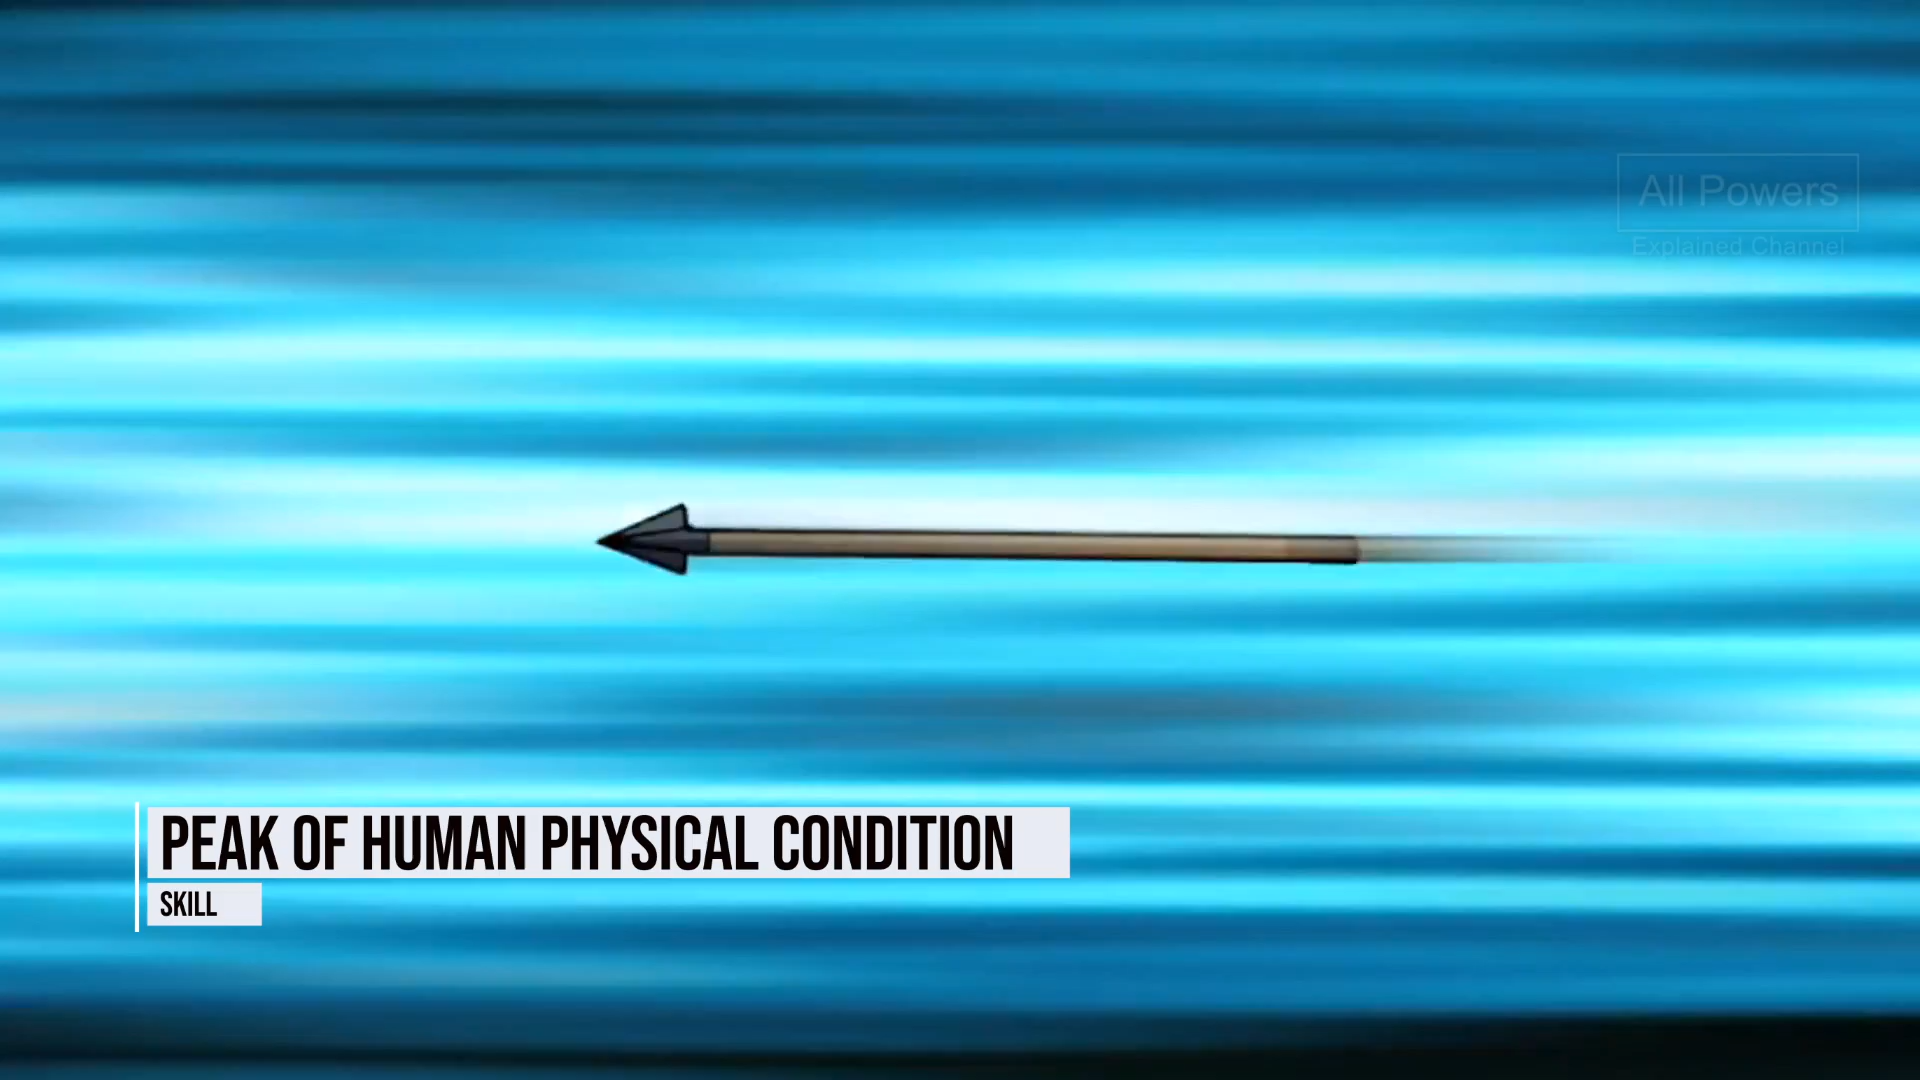 All Powers
Explained Channel
PEAK OF HUMAN PHYSICAL CONDITION
SKILL